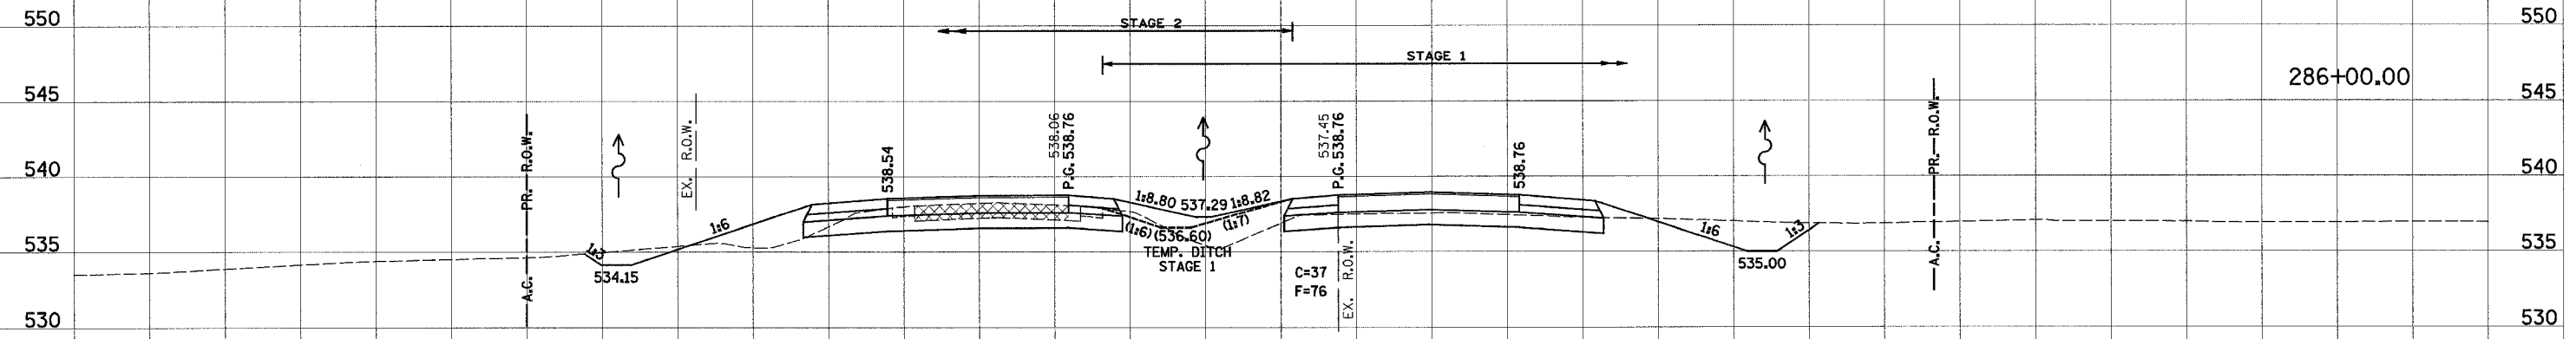 550
STAGE 2
550
STAGE 1
286+00.00
545
545
A.C. PR. R.O.W.
EX. R.O.W.
538.54
538.06
P.G. 538.76
537.45
P.G. 538.76
538.76
A.C. PR. R.O.W.
540
540
1:6
1:8.80 537.29 1:8.82
(1:6) (536.60) (1:7)
TEMP. DITCH
STAGE 1
1:6
1:3
535
1:3
534.15
C=37
F=76
EX. R.O.W.
535.00
535
530
530